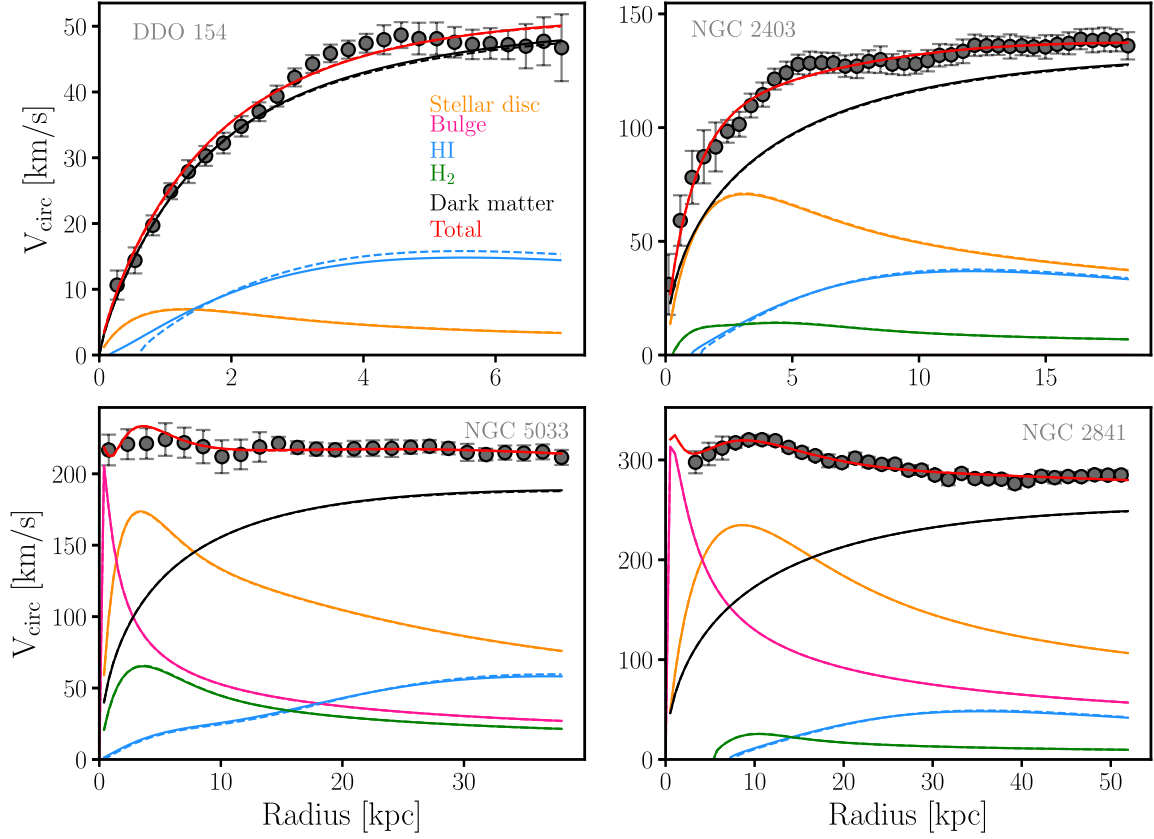 DDO 154
Stellar disc
Bulge
HI
H₂
Dark matter
Total
V_circ [km/s]
0
10
20
30
40
50
0
2
4
6
NGC 2403
0
50
100
150
0
5
10
15
NGC 5033
V_circ [km/s]
0
50
100
150
200
0
10
20
30
Radius [kpc]
NGC 2841
0
100
200
300
0
10
20
30
40
50
Radius [kpc]